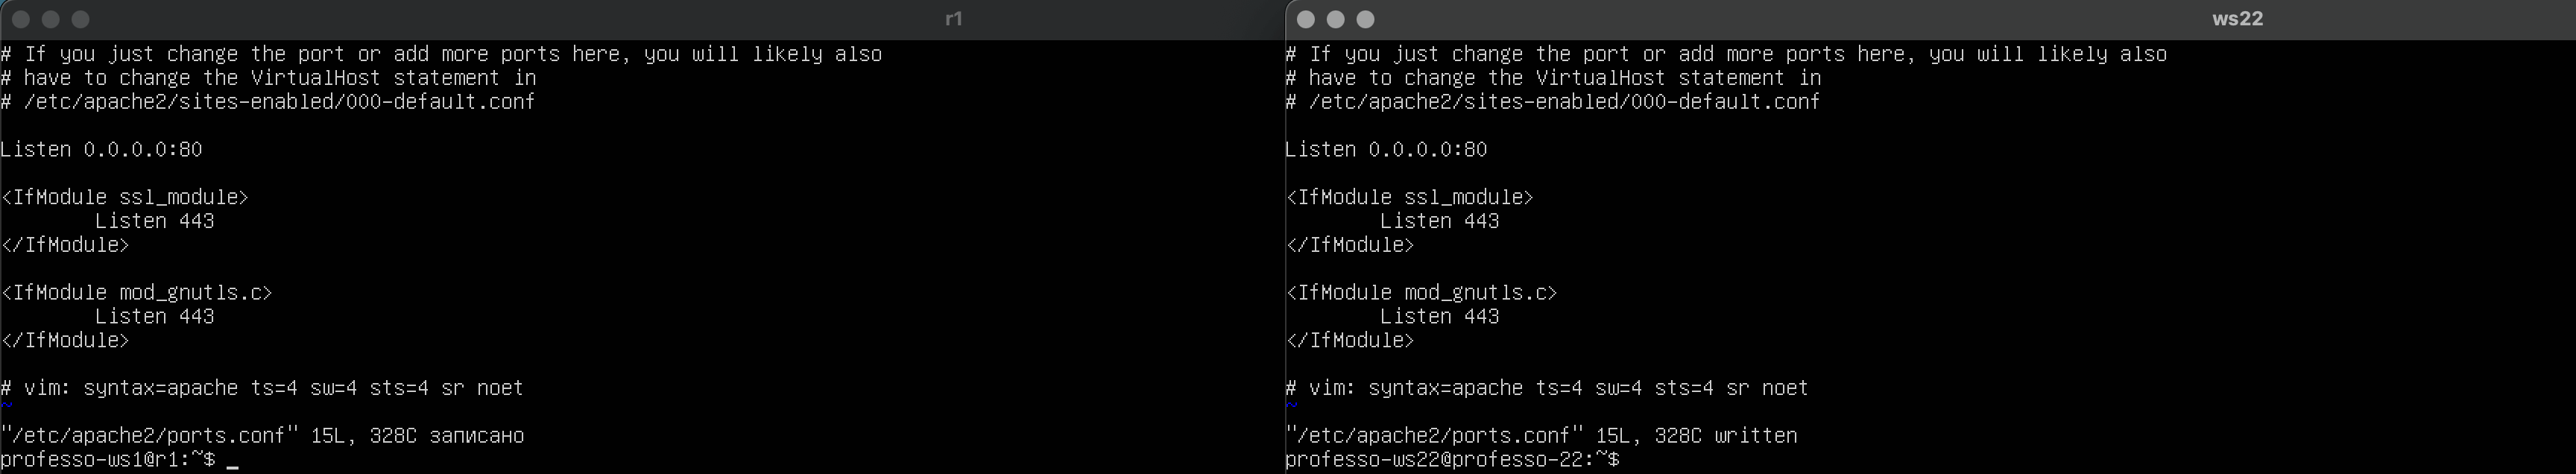 r1
# If you just change the port or add more ports here, you will likely also
# have to change the VirtualHost statement in
# /etc/apache2/sites-enabled/000-default.conf
Listen 0.0.0.0:80
<IfModule ssl_module>
        Listen 443
</IfModule>
<IfModule mod_gnutls.c>
        Listen 443
</IfModule>
# vim: syntax=apache ts=4 sw=4 sts=4 sr noet
~
"/etc/apache2/ports.conf" 15L, 328C записано
professo-ws1@r1:~$ _
ws22
# If you just change the port or add more ports here, you will likely also
# have to change the VirtualHost statement in
# /etc/apache2/sites-enabled/000-default.conf
Listen 0.0.0.0:80
<IfModule ssl_module>
        Listen 443
</IfModule>
<IfModule mod_gnutls.c>
        Listen 443
</IfModule>
# vim: syntax=apache ts=4 sw=4 sts=4 sr noet
~
"/etc/apache2/ports.conf" 15L, 328C written
professo-ws22@professo-22:~$